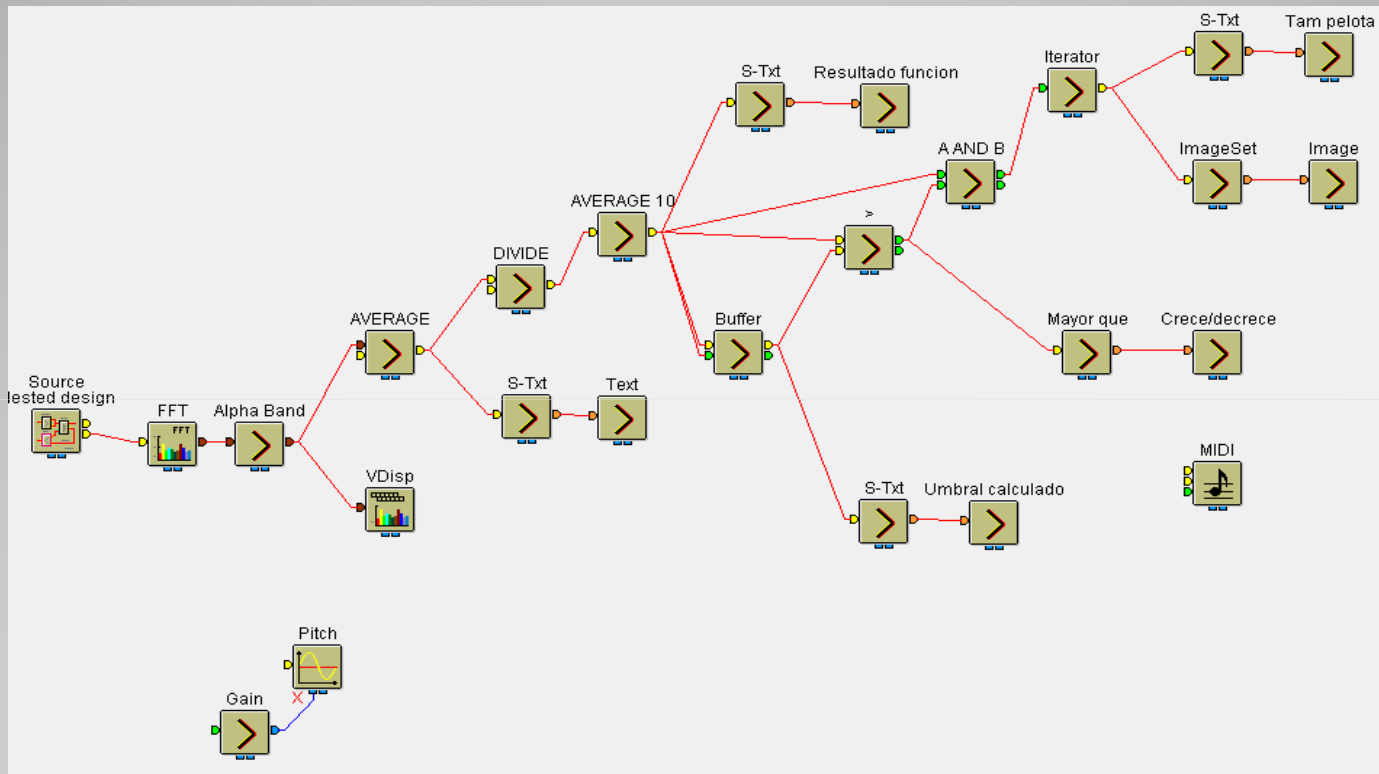 S-Txt
Tam pelota
Iterator
S-Txt
Resultado funcion
A AND B
ImageSet
Image
AVERAGE 10
>
DIVIDE
AVERAGE
Buffer
Mayor que
Crece/decrece
Source
lested design
FFT
FFT
Alpha Band
S-Txt
Text
VDisp
MIDI
S-Txt
Umbral calculado
Pitch
X
Gain